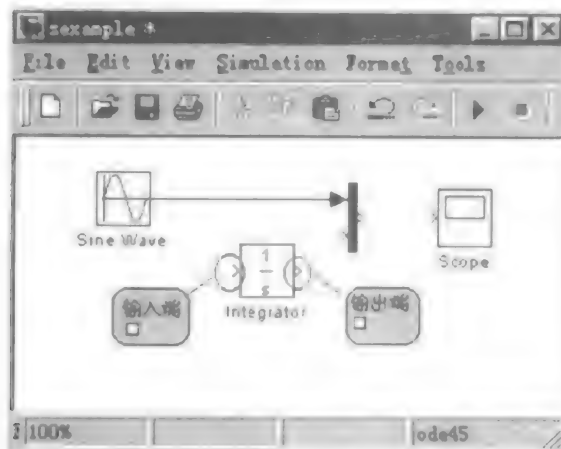 zexample *
File Edit View Simulation Format Tools
Sine Wave
Scope
1
s
Integrator
输入端
输出端
100%
ode45